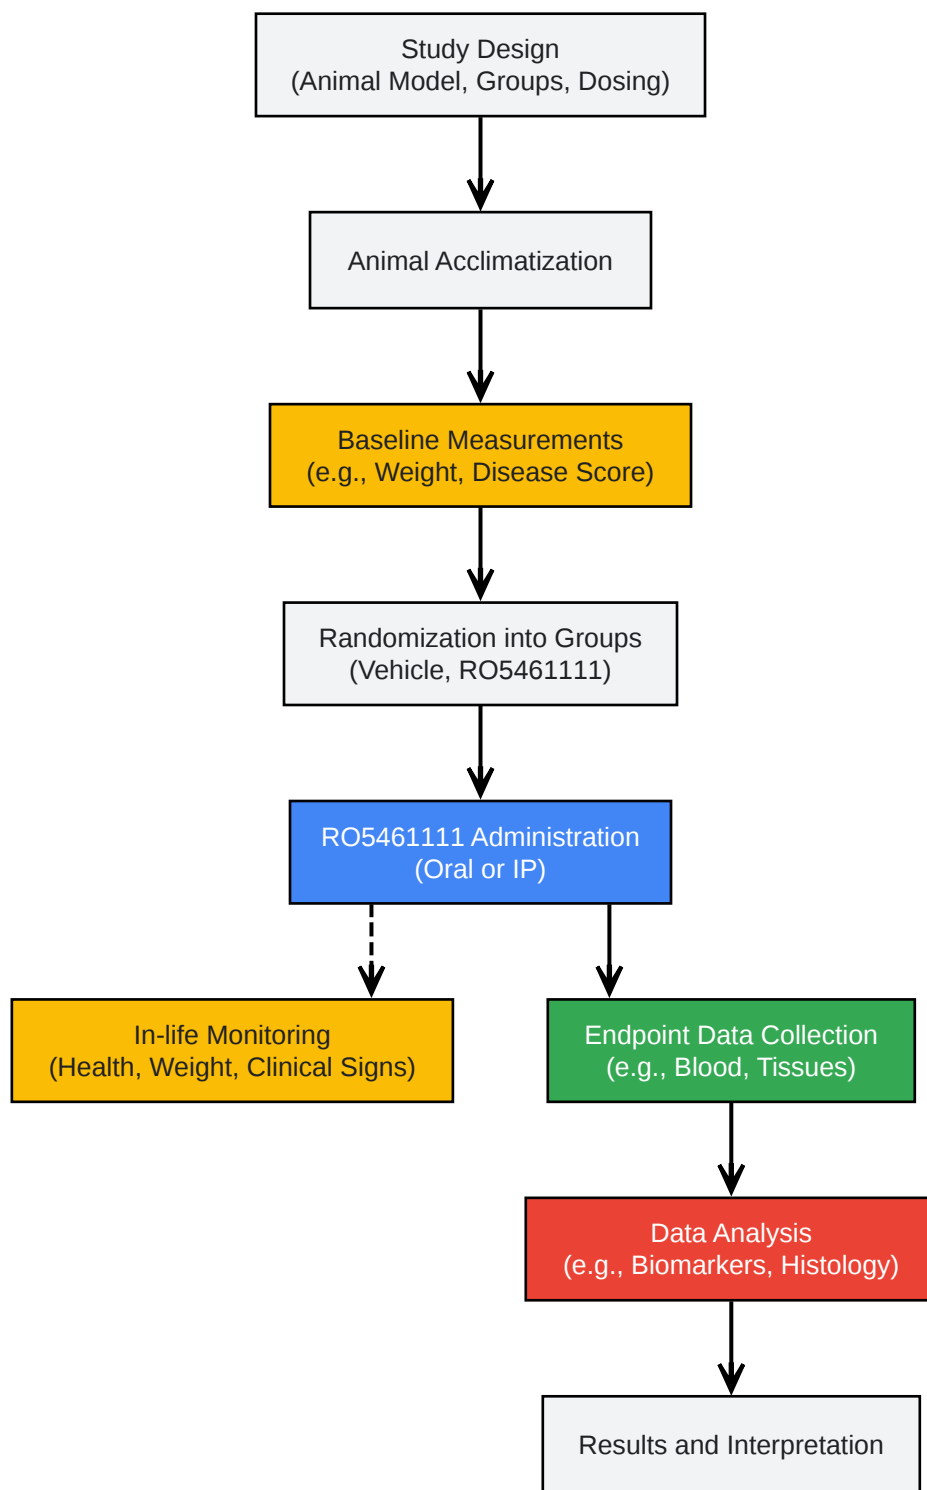 Study Design
(Animal Model, Groups, Dosing)
Animal Acclimatization
Baseline Measurements
(e.g., Weight, Disease Score)
Randomization into Groups
(Vehicle, RO5461111)
RO5461111 Administration
(Oral or IP)
In-life Monitoring
(Health, Weight, Clinical Signs)
Endpoint Data Collection
(e.g., Blood, Tissues)
Data Analysis
(e.g., Biomarkers, Histology)
Results and Interpretation